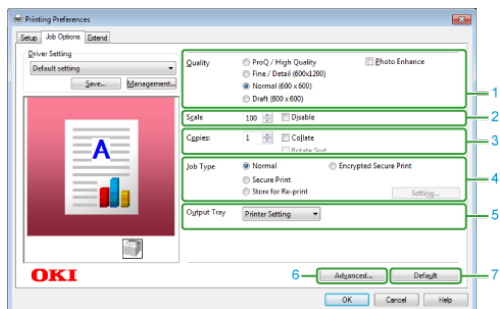 Printing Preferences
Setup Job Options Extend
Driver Setting
Default setting
Save... Management...
OKI
Quality
ProQ / High Quality
Photo Enhance
Fine / Detail (600x1200)
Normal (600 x 600)
Draft (600 x 600)
1
Scale 100 Disable
2
Copies: 1 Collate
Rotate Sort
3
Job Type
Normal Encrypted Secure Print
Secure Print
Store for Re-print
Setting...
4
Output Tray Printer Setting
5
6 Advanced... Default 7
OK Cancel Help
A